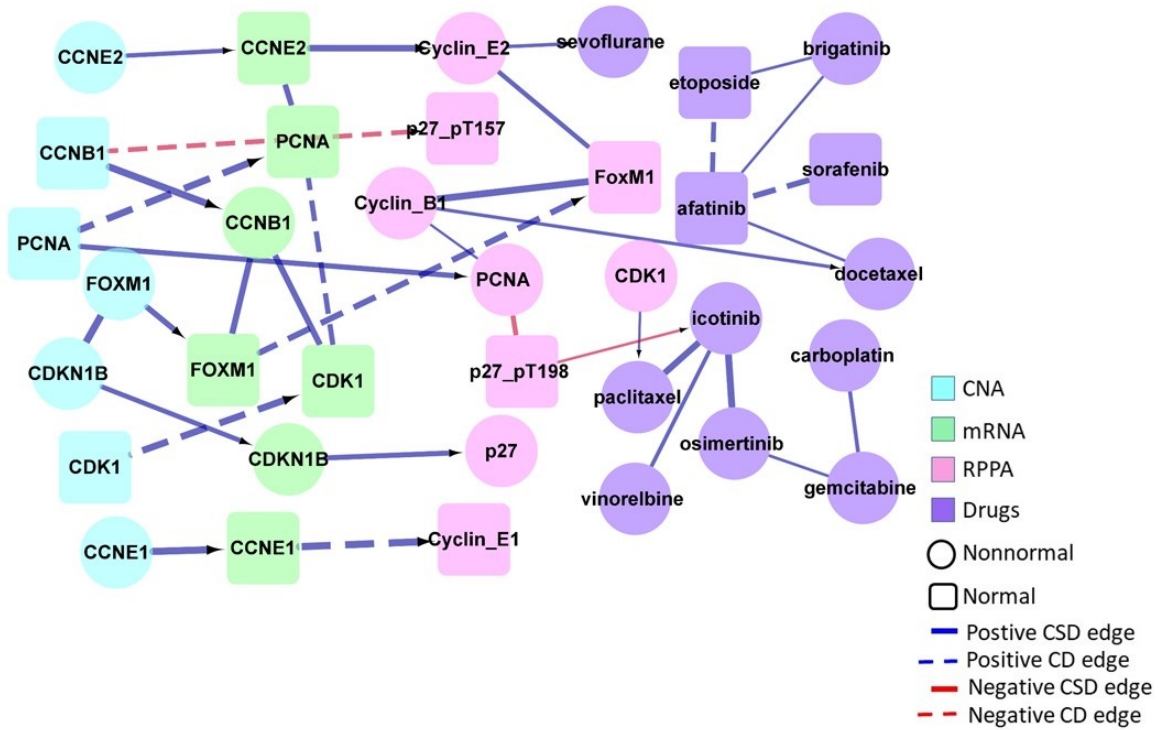 CCNE2
CCNE2
Cyclin_E2
sevoflurane
etoposide
brigatinib
CCNB1
PCNA
p27_pT157
FoxM1
sorafenib
afatinib
Cyclin_B1
CCNB1
PCNA
FOXM1
PCNA
CDK1
docetaxel
icotinib
carboplatin
CDKN1B
FOXM1
CDK1
p27_pT198
paclitaxel
osimertinib
CDK1
CDKN1B
p27
vinorelbine
gemcitabine
CCNE1
CCNE1
Cyclin_E1
CNA
mRNA
RPPA
Drugs
Nonnormal
Normal
Postive CSD edge
Positive CD edge
Negative CSD edge
Negative CD edge